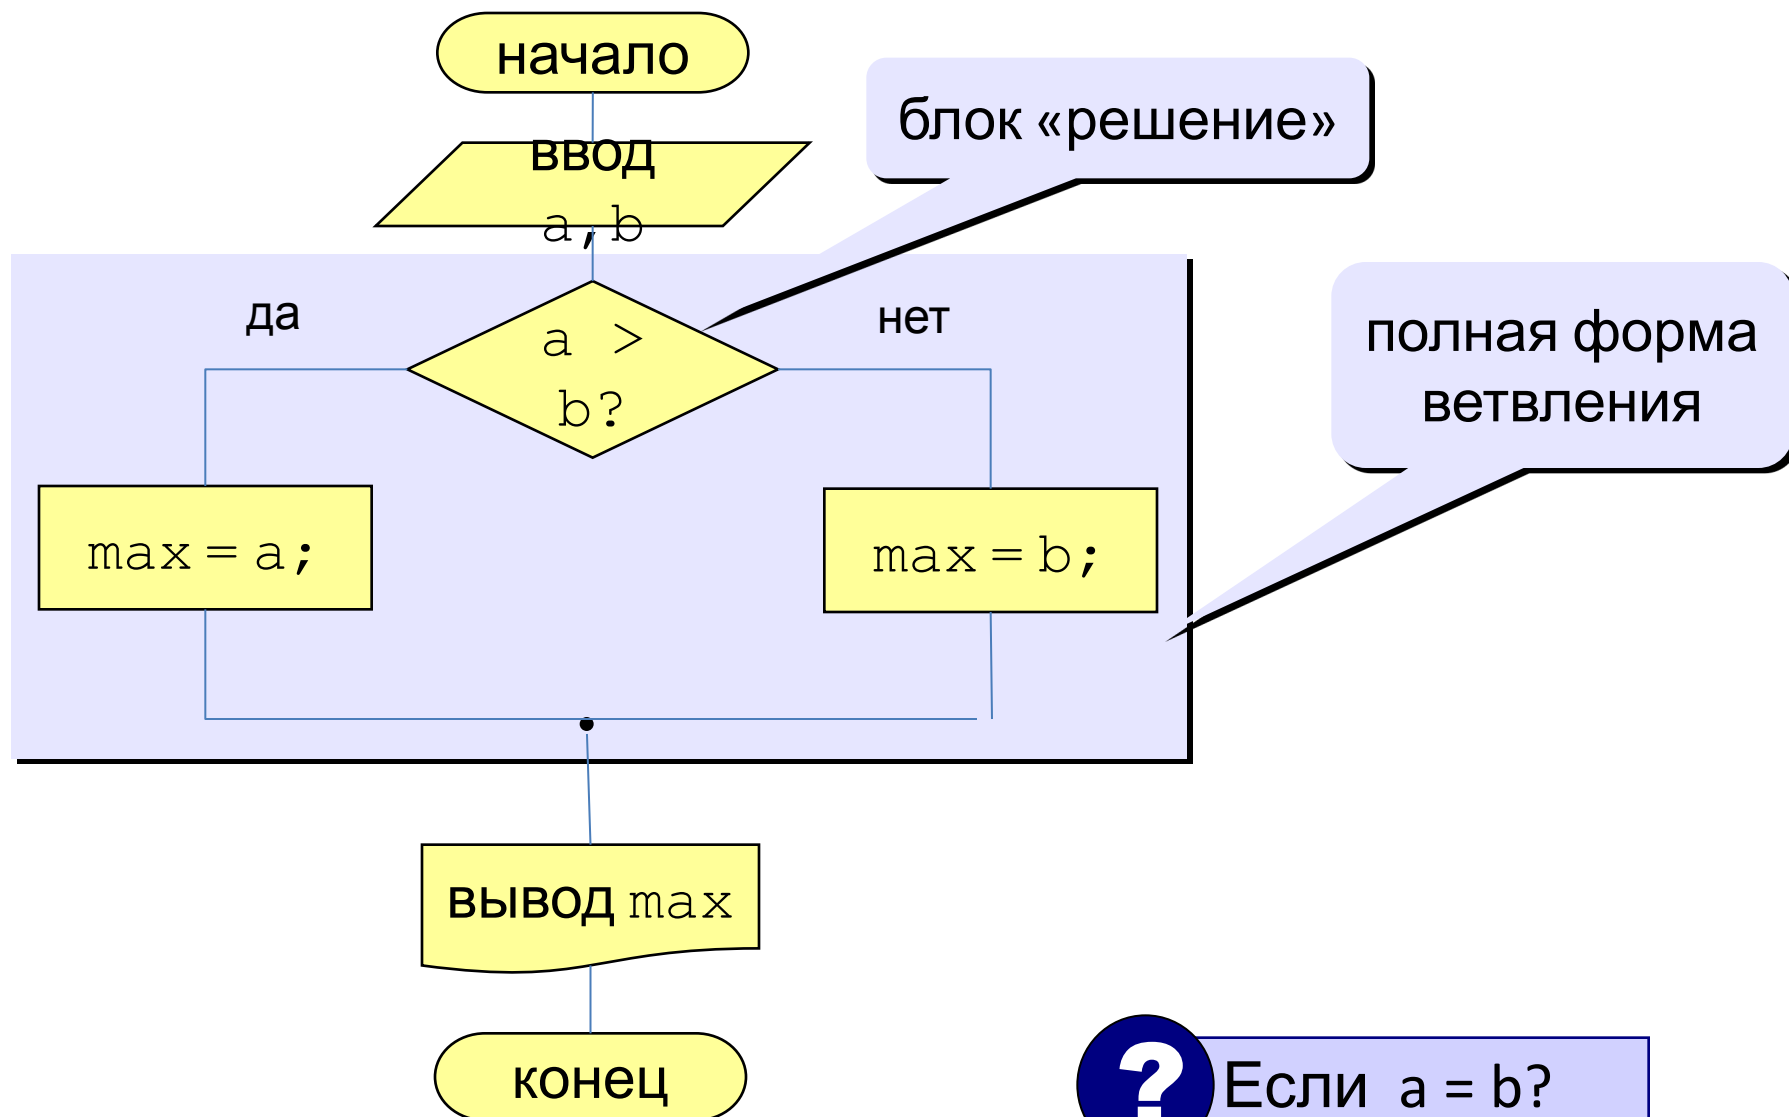 начало
блок «решение»
ввод
a,b
да
нет
a >
b?
полная форма
ветвления
max = a;
max = b;
вывод max
конец
? Если a = b?